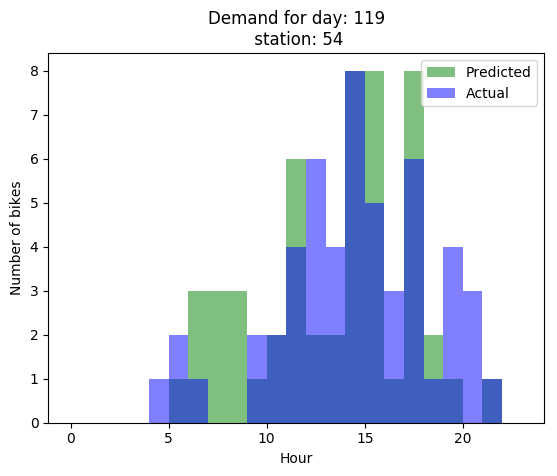 Demand for day: 119
station: 54
Predicted
Actual
Number of bikes
8
7
6
5
4
3
2
1
0
0 5 10 15 20
Hour